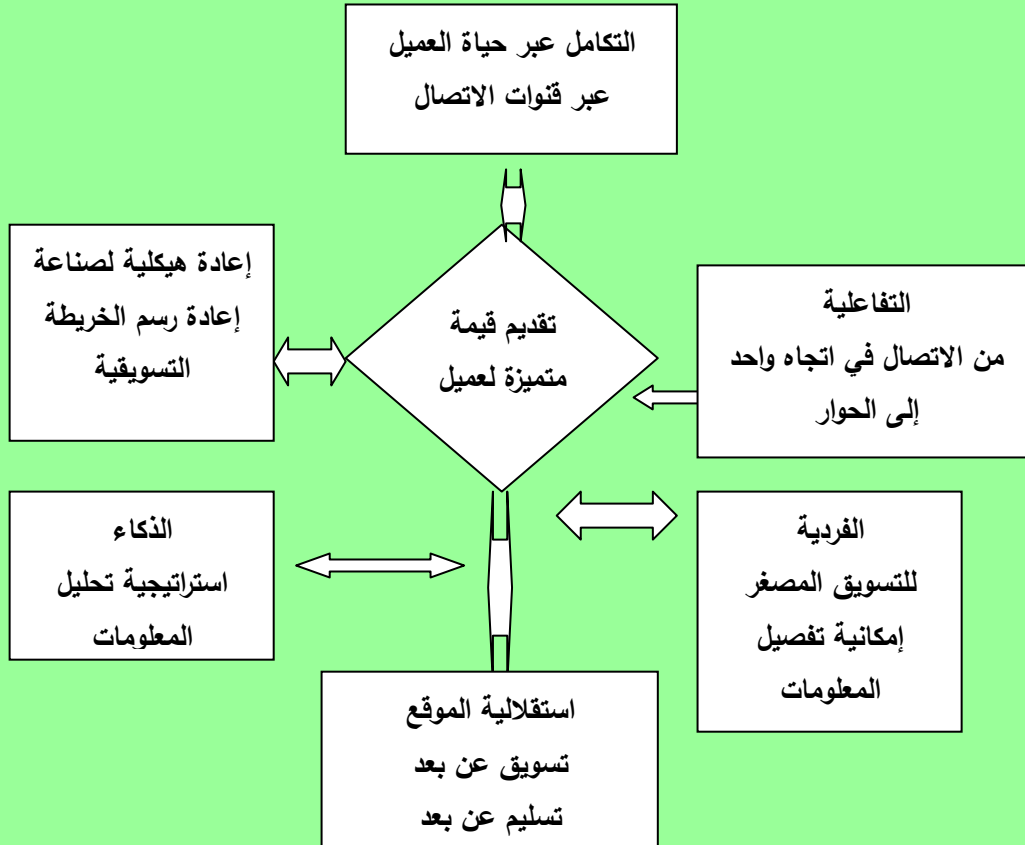 التكامل عبر حياة العميل
عبر قنوات الاتصال
التفاعلية
من الاتصال في اتجاه واحد
إلى الحوار
تقديم قيمة
متميزة لعميل
إعادة هيكلية لصناعة
إعادة رسم الخريطة
التسويقية
الفردية
للتسويق المصغر
إمكانية تفصيل
المعلومات
الذكاء
استراتيجية تحليل
المعلومات
استقلالية الموقع
تسويق عن بعد
تسليم عن بعد